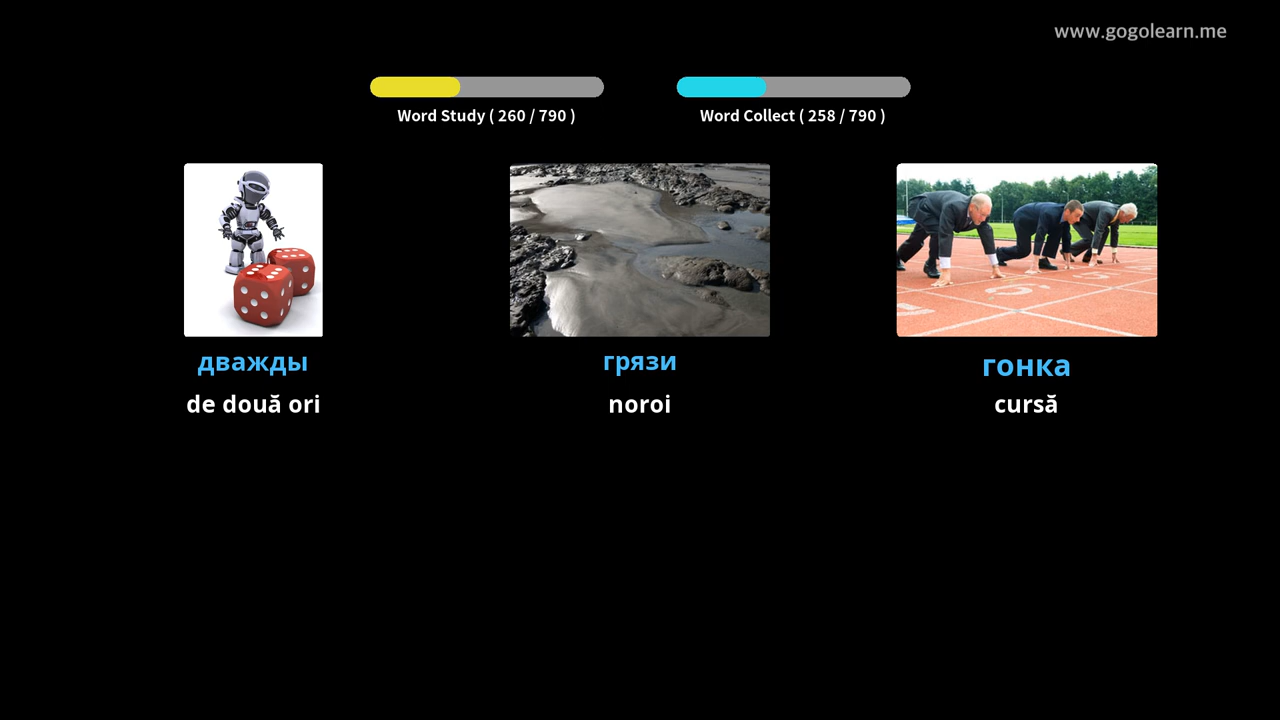 www.gogolearn.me
Word Study ( 260 / 790 )
Word Collect ( 258 / 790 )
дважды
грязи
гонка
de două ori
noroi
cursă